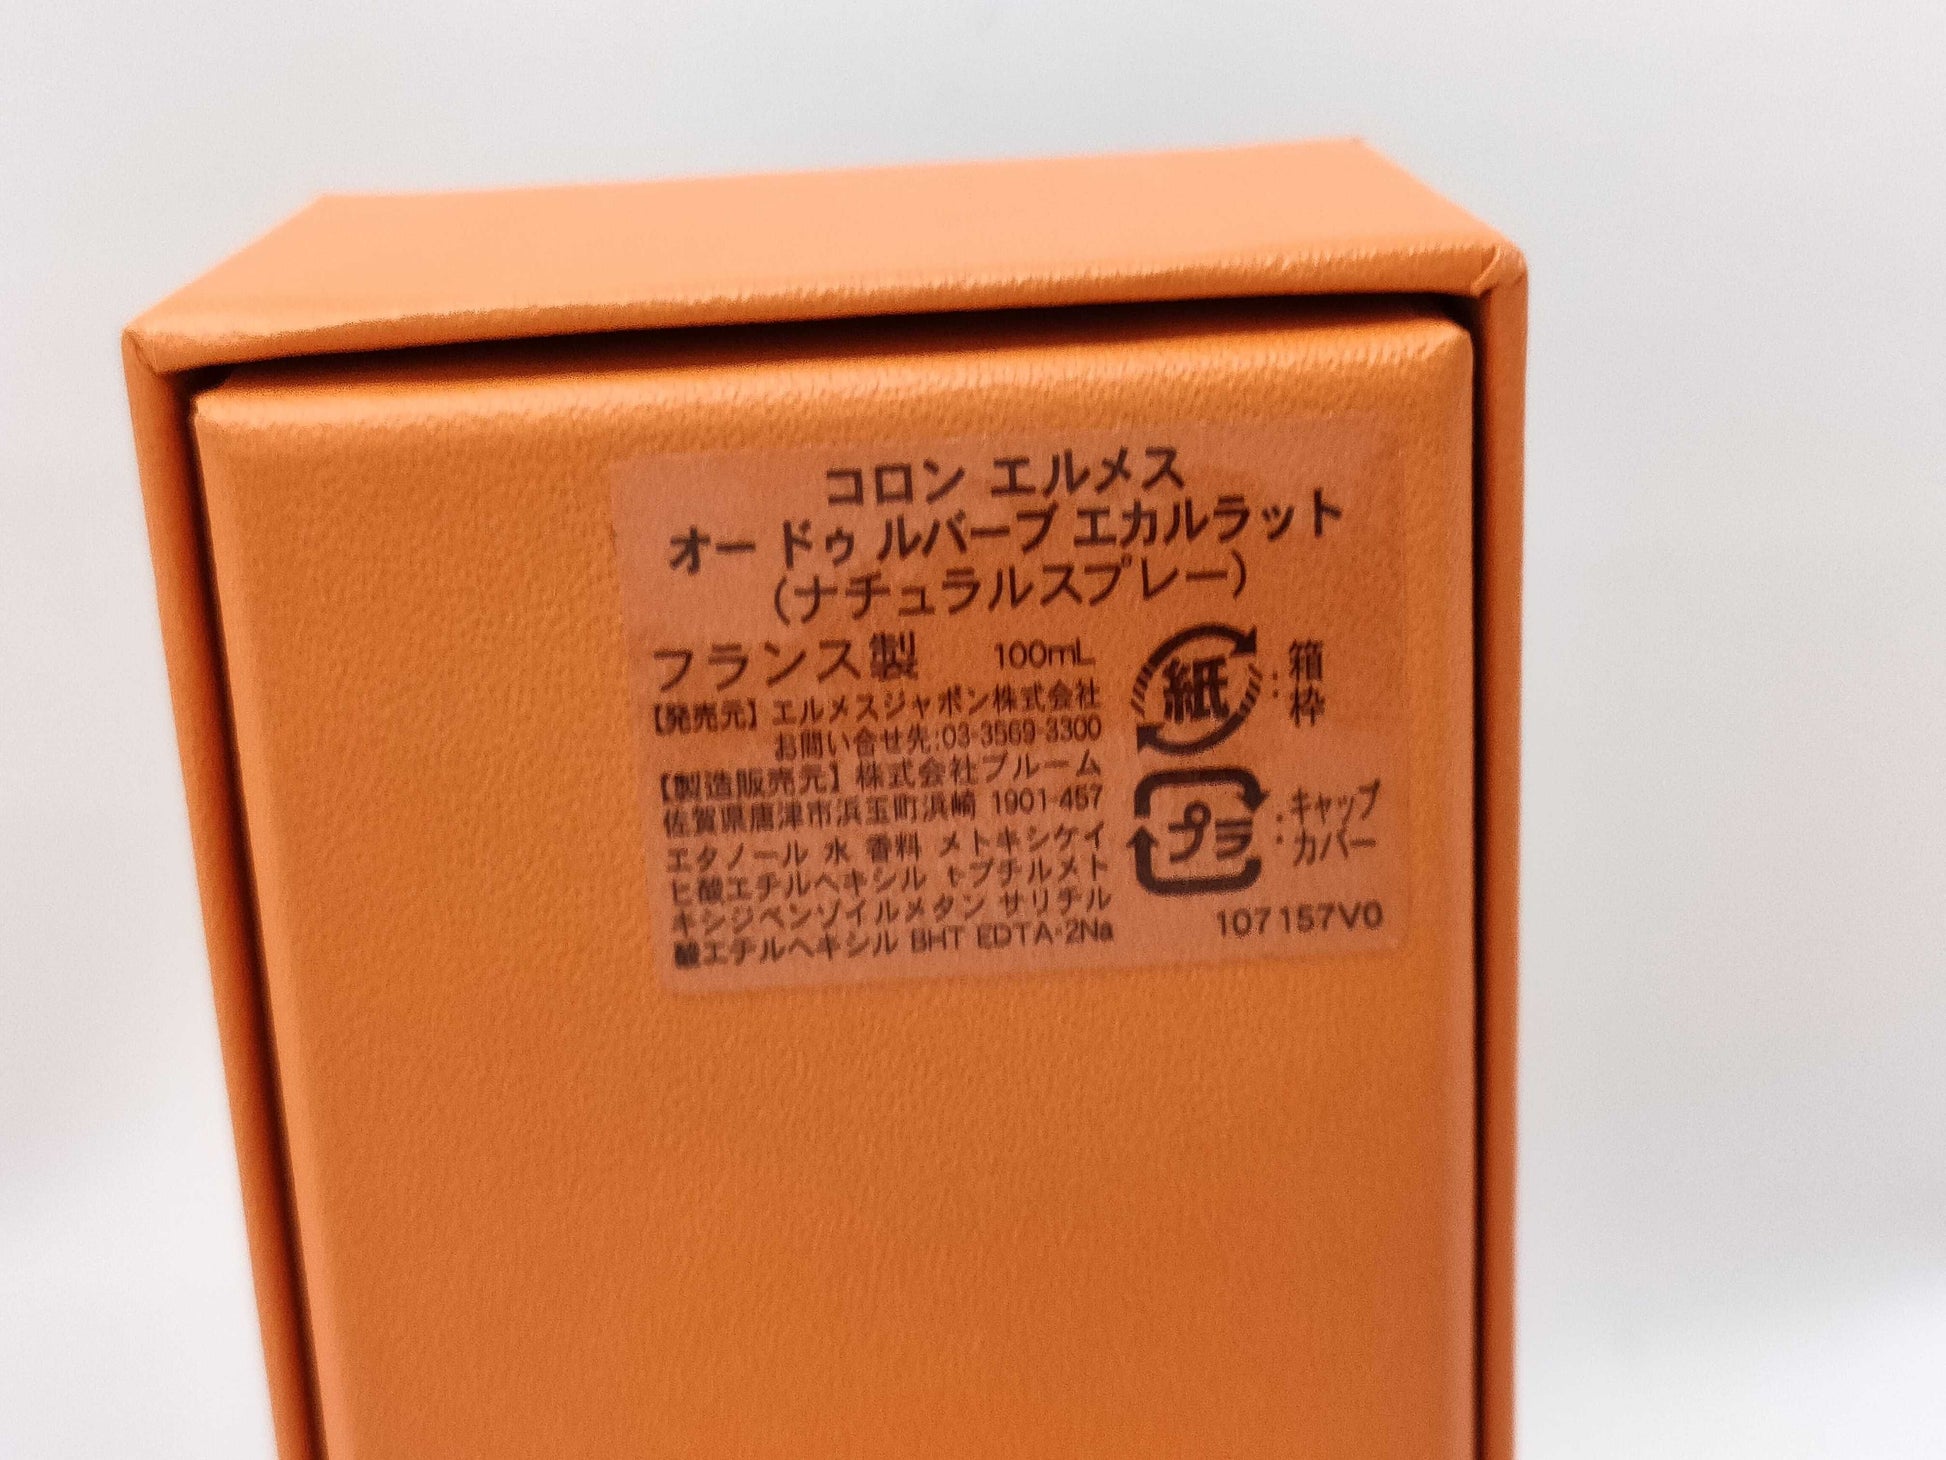 コロン エルメス
オー ドゥ ルバーブ エカルラット
（ナチュラルスプレー）
フランス製 100mL
【発売元】エルメスジャポン株式会社
お問い合せ先:03-3569-3300
【製造販売元】株式会社ブルーム
佐賀県唐津市浜玉町浜崎 1901-457
エタノール 水 香料 メトキシケイ
ヒ酸エチルヘキシル t-ブチルメト
キシジベンゾイルメタン サリチル
酸エチルヘキシル BHT EDTA-2Na
紙 :箱
:枠
プラ :キャップ
:カバー
107157V0